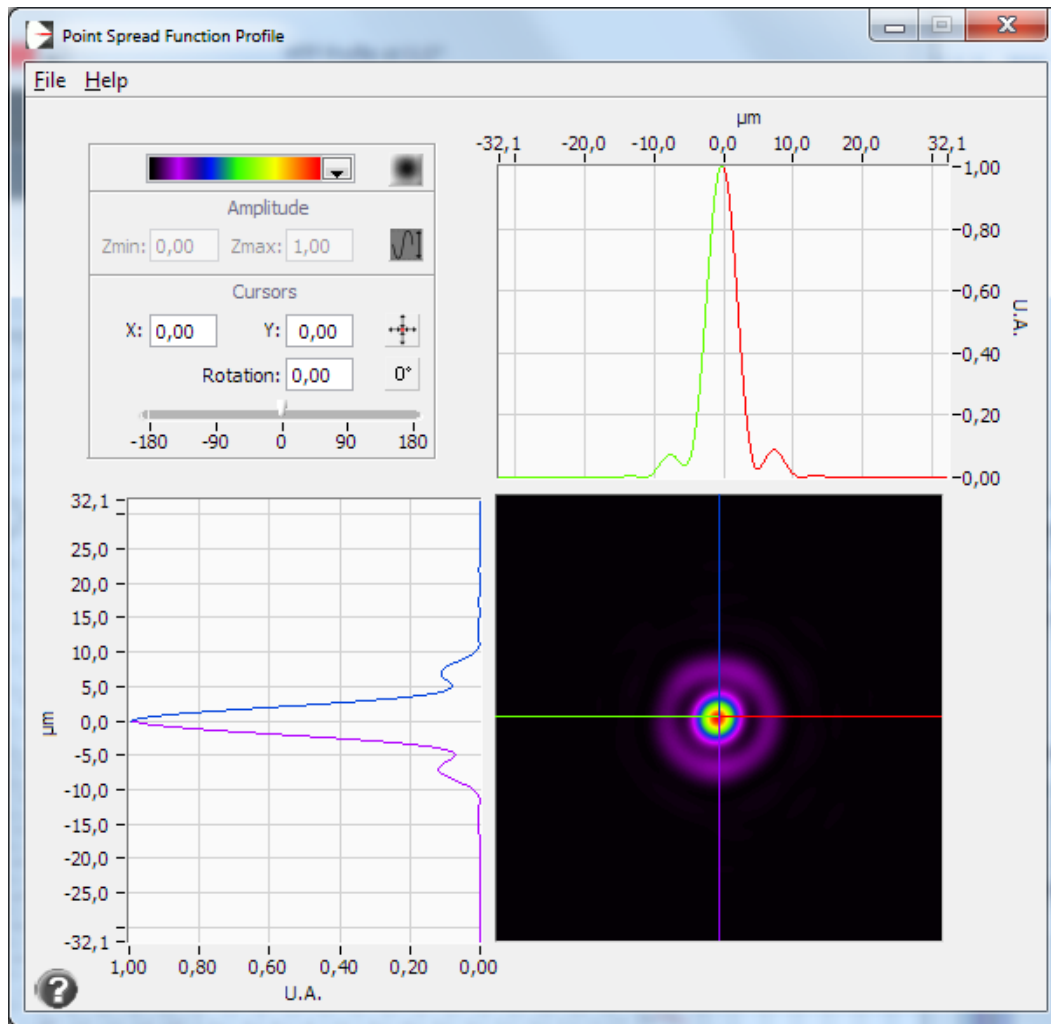 Point Spread Function Profile
File Help
Amplitude
Zmin: 0,00 Zmax: 1,00
Cursors
X: 0,00 Y: 0,00
Rotation: 0,00 0°
-180 -90 0 90 180
µm
-32,1 -20,0 -10,0 0,0 10,0 20,0 32,1
1,00
0,80
0,60
0,40
0,20
0,00
U.A.
32,1
25,0
20,0
15,0
10,0
5,0
0,0
-5,0
-10,0
-15,0
-20,0
-25,0
-32,1
µm
1,00 0,80 0,60 0,40 0,20 0,00
U.A.
?